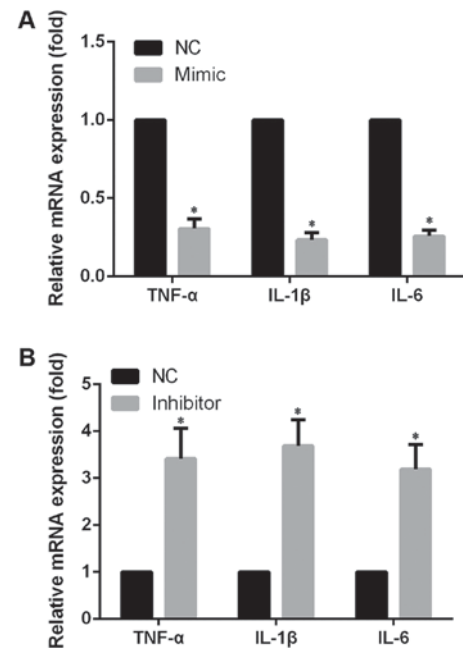 A
Relative mRNA expression (fold)
NC
Mimic
1.5
1.0
0.5
0.0
*
*
*
TNF-α
IL-1β
IL-6
B
Relative mRNA expression (fold)
NC
Inhibitor
5
4
3
2
1
0
*
*
*
TNF-α
IL-1β
IL-6